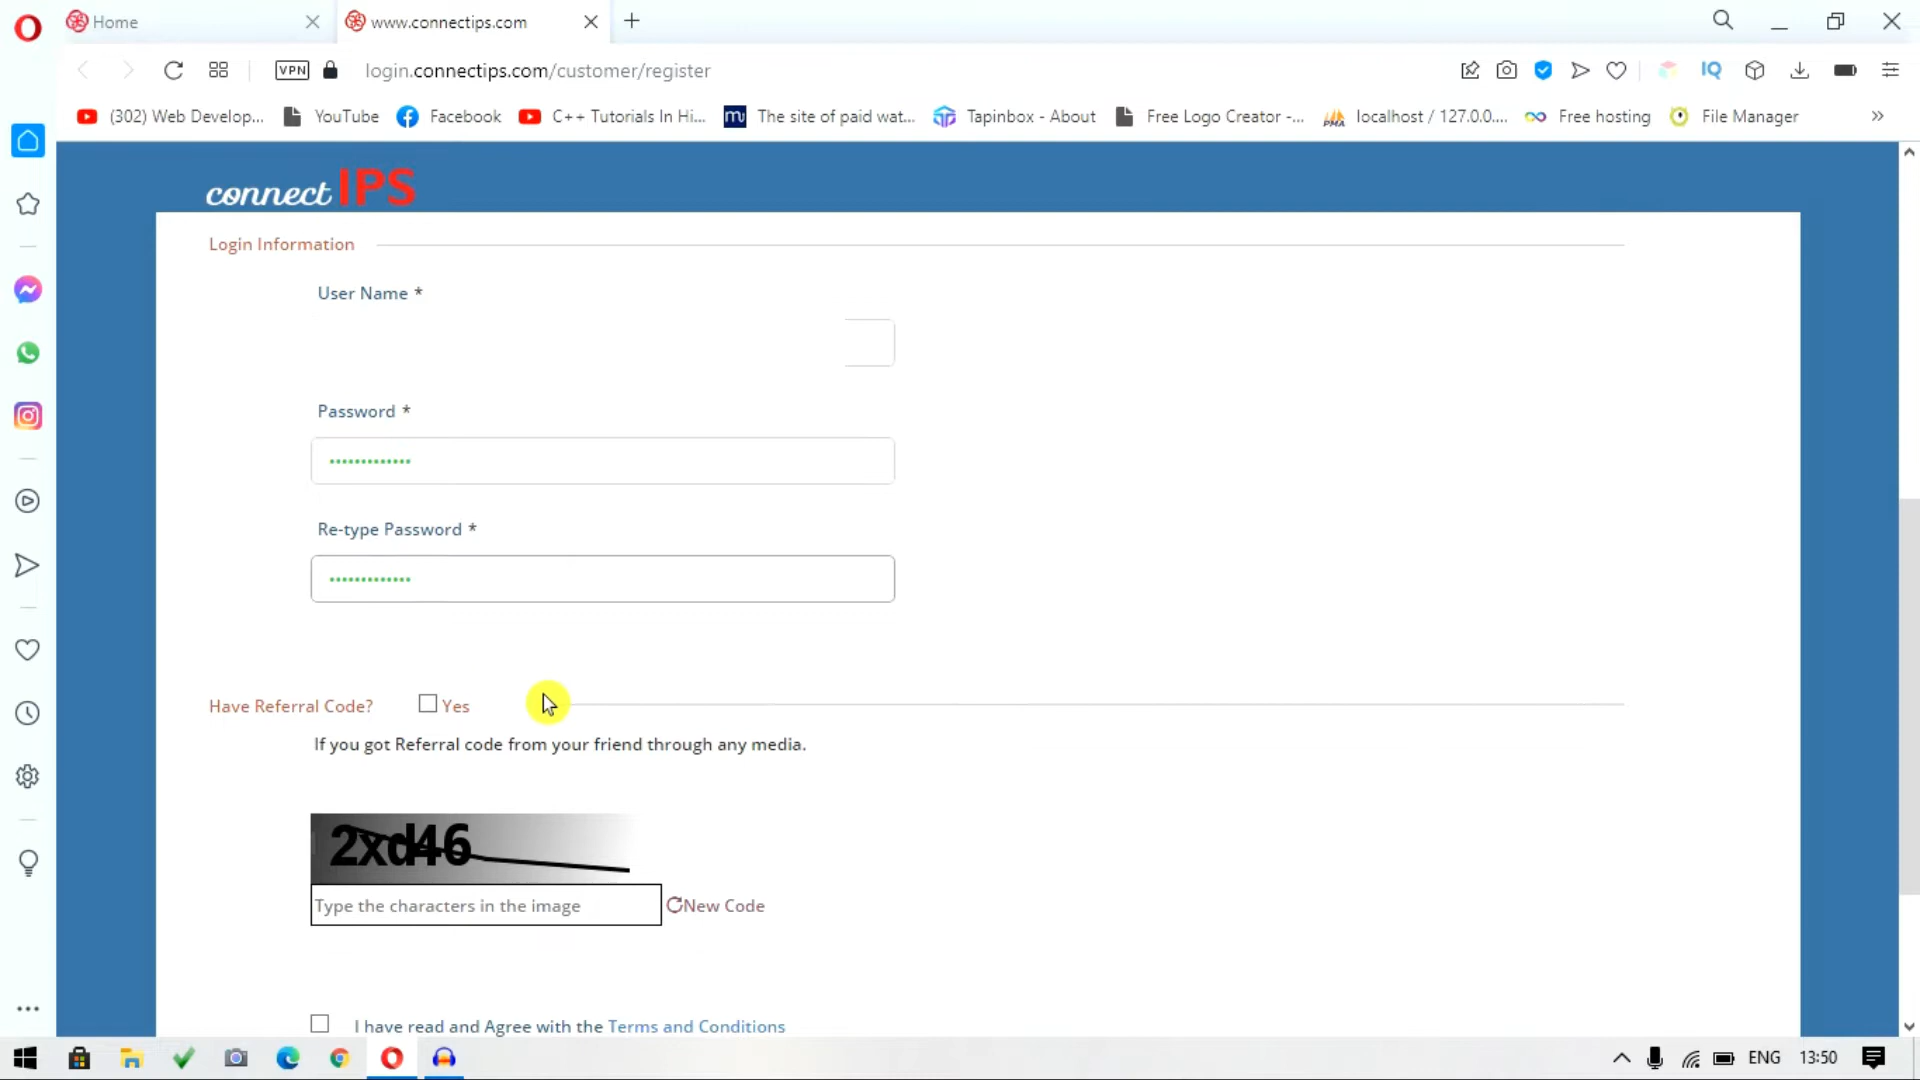 Home
www.connectips.com
VPN
login.connectips.com/customer/register
IQ
(302) Web Develop...
YouTube
Facebook
C++ Tutorials In Hi...
The site of paid wat...
Tapinbox - About
Free Logo Creator -...
localhost / 127.0.0....
Free hosting
File Manager
connect IPS
Login Information
User Name *
Password *
Re-type Password *
Have Referral Code?
Yes
If you got Referral code from your friend through any media.
2xd46
Type the characters in the image
New Code
I have read and Agree with the Terms and Conditions
ENG
13:50